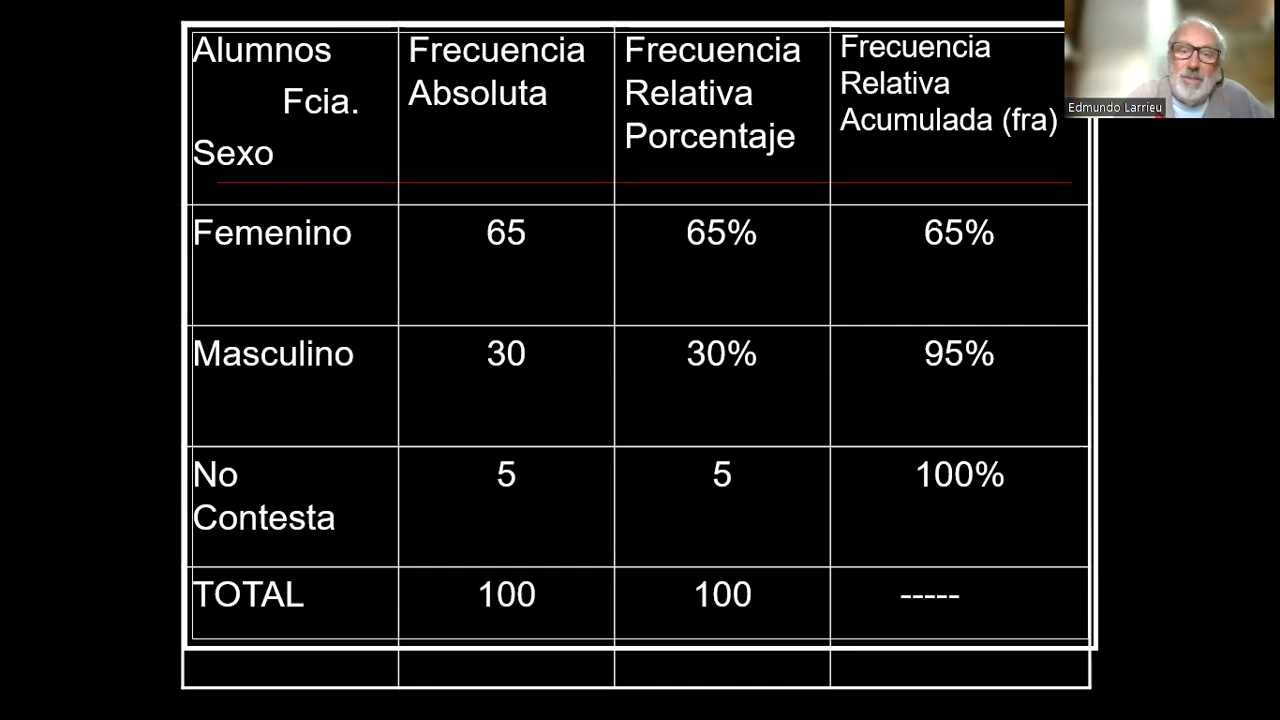 Alumnos
Fcia.
Sexo
Frecuencia
Absoluta
Frecuencia
Relativa
Porcentaje
Frecuencia
Relativa
Acumulada (fra)
Femenino
65
65%
65%
Masculino
30
30%
95%
No
Contesta
5
5
100%
TOTAL
100
100
-----
Edmundo Larrieu